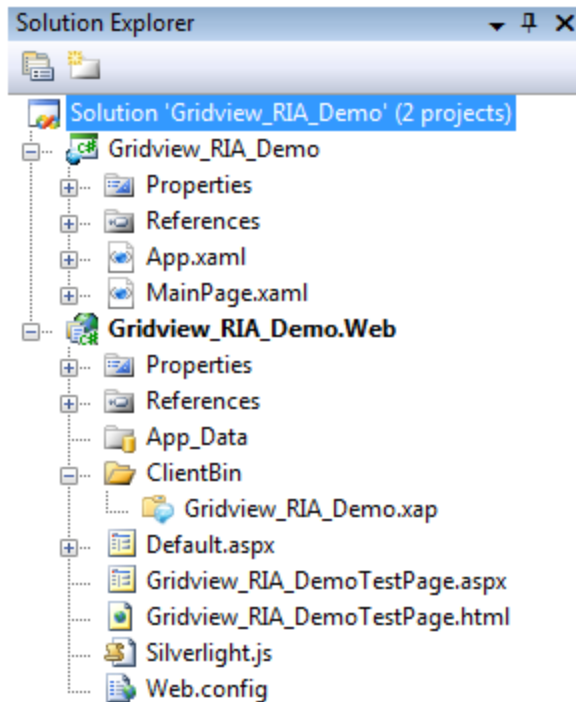 Solution Explorer
Solution 'Gridview_RIA_Demo' (2 projects)
Gridview_RIA_Demo
Properties
References
App.xaml
MainPage.xaml
Gridview_RIA_Demo.Web
Properties
References
App_Data
ClientBin
Gridview_RIA_Demo.xap
Default.aspx
Gridview_RIA_DemoTestPage.aspx
Gridview_RIA_DemoTestPage.html
Silverlight.js
Web.config